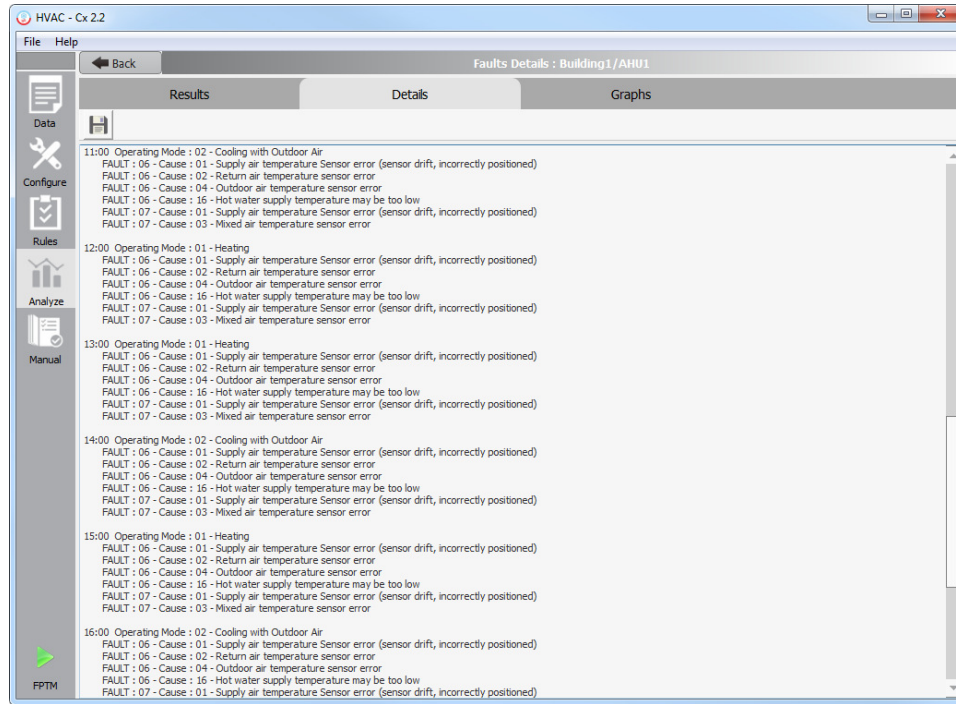 HVAC - Cx 2.2
File Help
Back
Faults Details : Building1/AHU1
Results Details Graphs
Data
Configure
Rules
Analyze
Manual
FPTM
11:00 Operating Mode : 02 - Cooling with Outdoor Air
FAULT : 06 - Cause : 01 - Supply air temperature Sensor error (sensor drift, incorrectly positioned)
FAULT : 06 - Cause : 02 - Return air temperature sensor error
FAULT : 06 - Cause : 04 - Outdoor air temperature sensor error
FAULT : 06 - Cause : 16 - Hot water supply temperature may be too low
FAULT : 07 - Cause : 01 - Supply air temperature Sensor error (sensor drift, incorrectly positioned)
FAULT : 07 - Cause : 03 - Mixed air temperature sensor error
12:00 Operating Mode : 01 - Heating
FAULT : 06 - Cause : 01 - Supply air temperature Sensor error (sensor drift, incorrectly positioned)
FAULT : 06 - Cause : 02 - Return air temperature sensor error
FAULT : 06 - Cause : 04 - Outdoor air temperature sensor error
FAULT : 06 - Cause : 16 - Hot water supply temperature may be too low
FAULT : 07 - Cause : 01 - Supply air temperature Sensor error (sensor drift, incorrectly positioned)
FAULT : 07 - Cause : 03 - Mixed air temperature sensor error
13:00 Operating Mode : 01 - Heating
FAULT : 06 - Cause : 01 - Supply air temperature Sensor error (sensor drift, incorrectly positioned)
FAULT : 06 - Cause : 02 - Return air temperature sensor error
FAULT : 06 - Cause : 04 - Outdoor air temperature sensor error
FAULT : 06 - Cause : 16 - Hot water supply temperature may be too low
FAULT : 07 - Cause : 01 - Supply air temperature Sensor error (sensor drift, incorrectly positioned)
FAULT : 07 - Cause : 03 - Mixed air temperature sensor error
14:00 Operating Mode : 02 - Cooling with Outdoor Air
FAULT : 06 - Cause : 01 - Supply air temperature Sensor error (sensor drift, incorrectly positioned)
FAULT : 06 - Cause : 02 - Return air temperature sensor error
FAULT : 06 - Cause : 04 - Outdoor air temperature sensor error
FAULT : 06 - Cause : 16 - Hot water supply temperature may be too low
FAULT : 07 - Cause : 01 - Supply air temperature Sensor error (sensor drift, incorrectly positioned)
FAULT : 07 - Cause : 03 - Mixed air temperature sensor error
15:00 Operating Mode : 01 - Heating
FAULT : 06 - Cause : 01 - Supply air temperature Sensor error (sensor drift, incorrectly positioned)
FAULT : 06 - Cause : 02 - Return air temperature sensor error
FAULT : 06 - Cause : 04 - Outdoor air temperature sensor error
FAULT : 06 - Cause : 16 - Hot water supply temperature may be too low
FAULT : 07 - Cause : 01 - Supply air temperature Sensor error (sensor drift, incorrectly positioned)
FAULT : 07 - Cause : 03 - Mixed air temperature sensor error
16:00 Operating Mode : 02 - Cooling with Outdoor Air
FAULT : 06 - Cause : 01 - Supply air temperature Sensor error (sensor drift, incorrectly positioned)
FAULT : 06 - Cause : 02 - Return air temperature sensor error
FAULT : 06 - Cause : 04 - Outdoor air temperature sensor error
FAULT : 06 - Cause : 16 - Hot water supply temperature may be too low
FAULT : 07 - Cause : 01 - Supply air temperature Sensor error (sensor drift, incorrectly positioned)